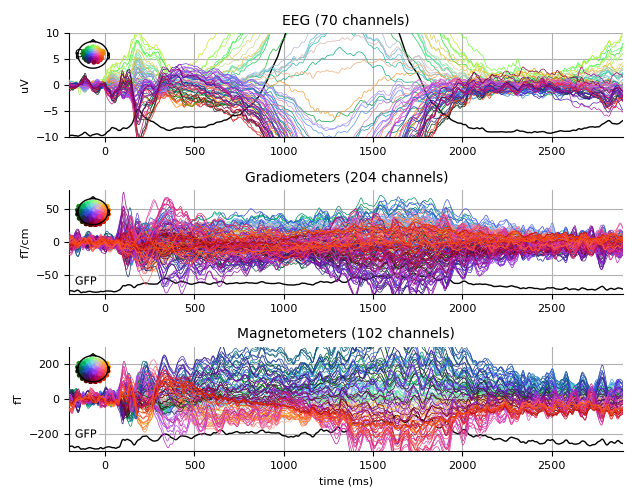 EEG (70 channels)
10
5
0
−5
−10
uV
0 500 1000 1500 2000 2500
Gradiometers (204 channels)
50
0
−50
fT/cm
GFP
0 500 1000 1500 2000 2500
Magnetometers (102 channels)
200
0
−200
fT
GFP
0 500 1000 1500 2000 2500
time (ms)